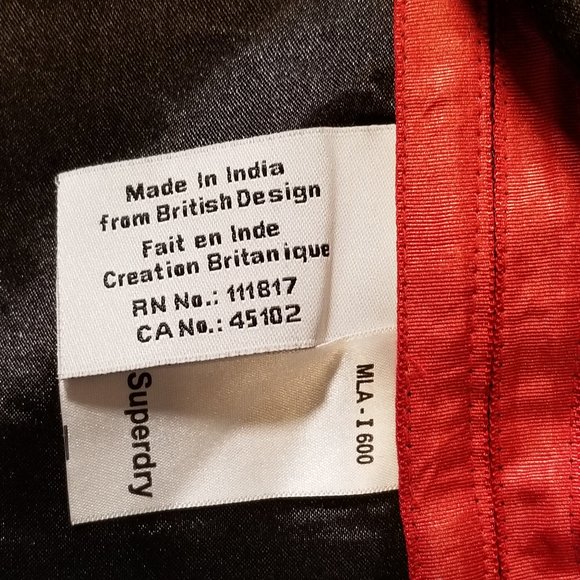 Made in India
from British Design
Fait en Inde
Creation Britanique
RN No.: 111817
CA No.: 45102
Superdry
MLA - I 600